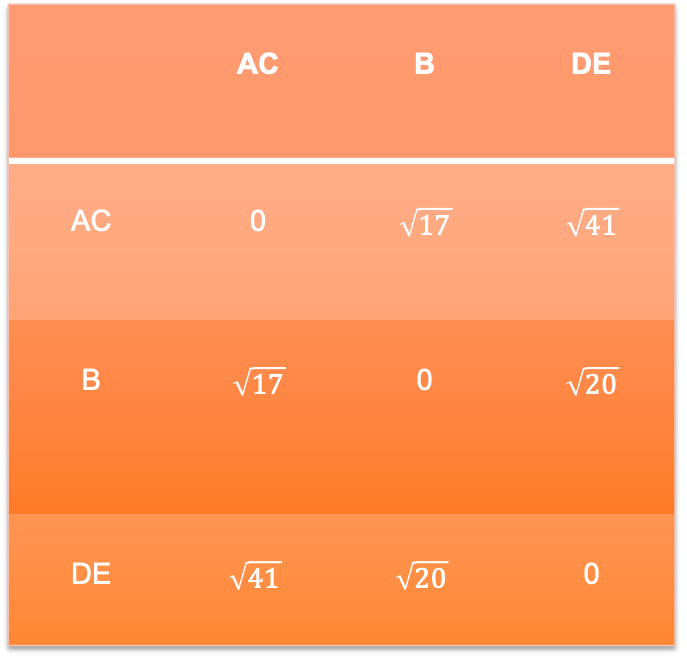 AC B DE
AC 0 √17 √41
B √17 0 √20
DE √41 √20 0